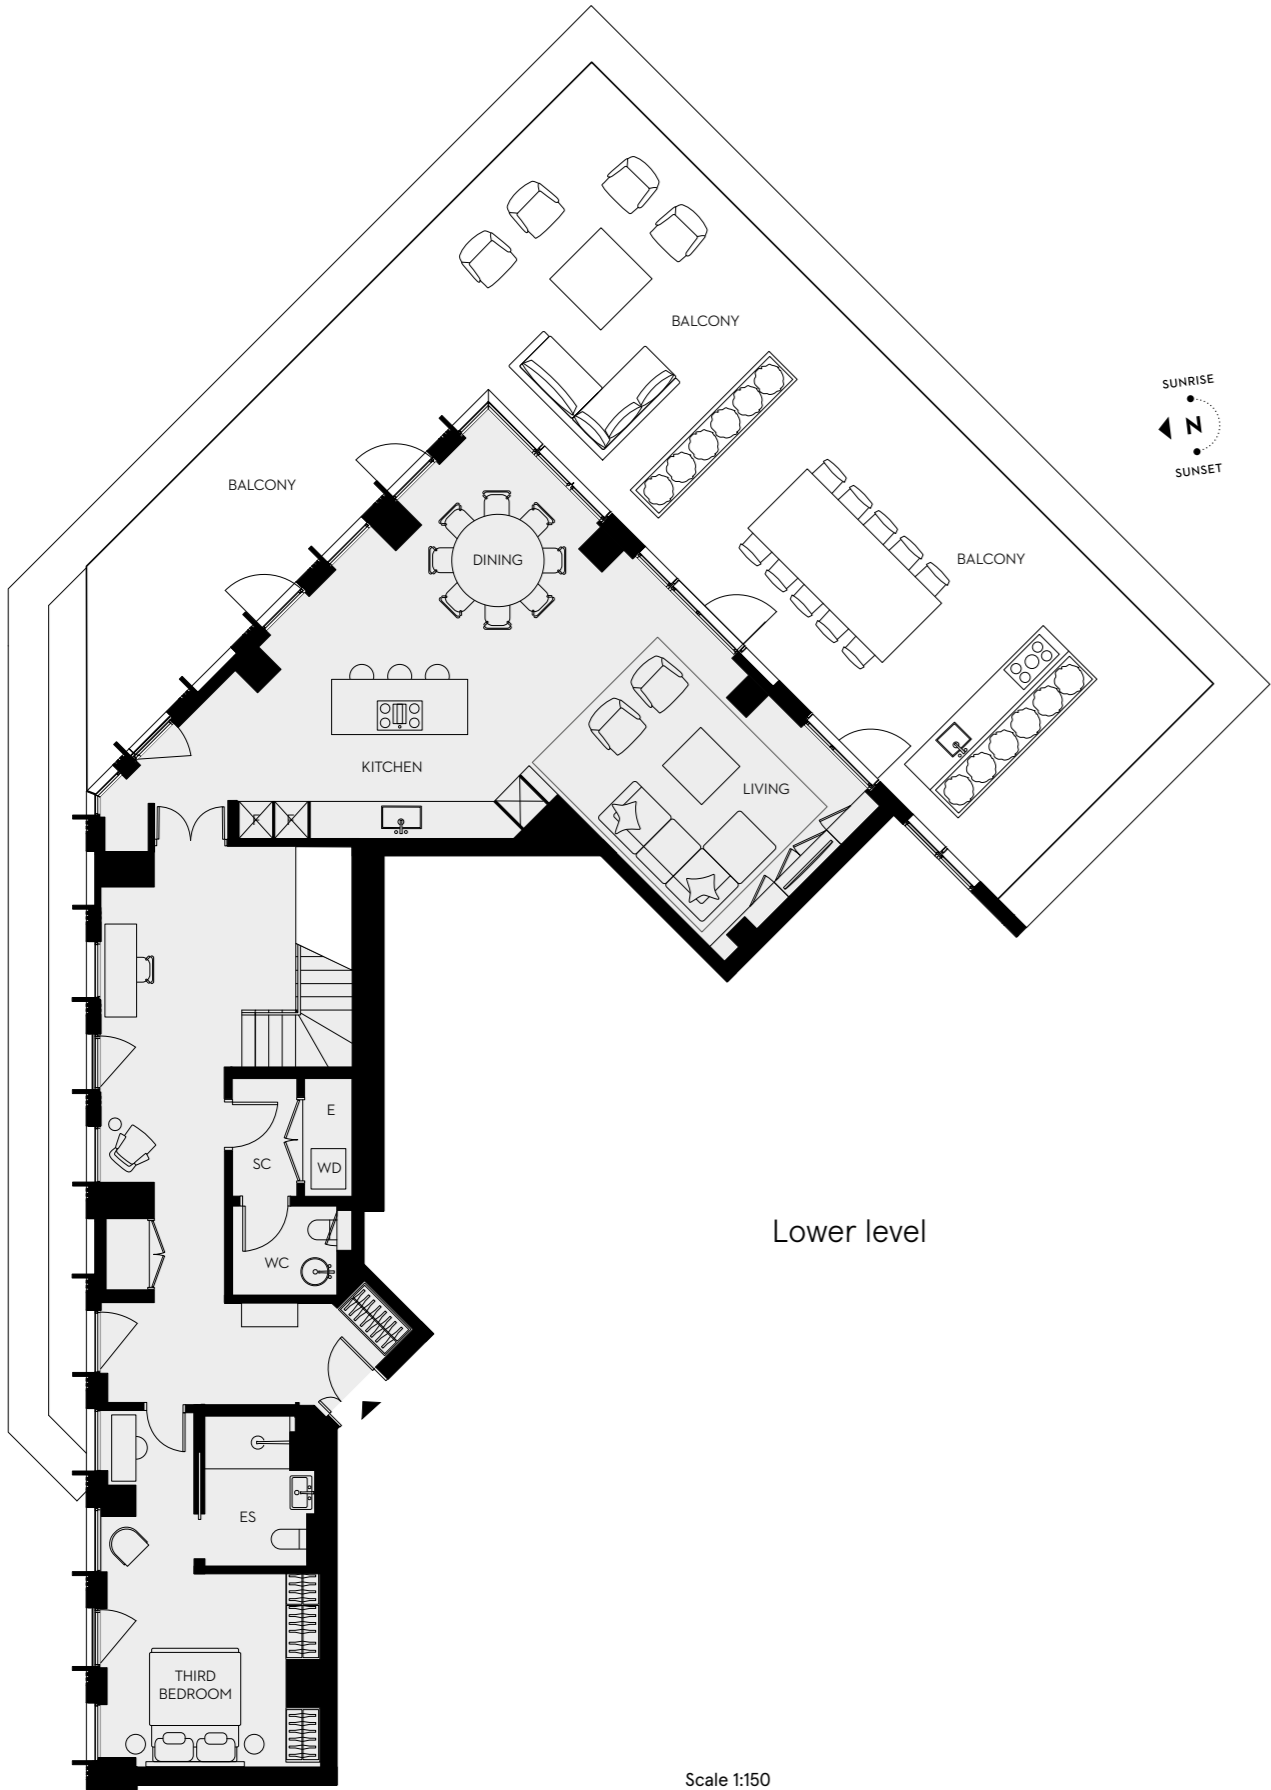 BALCONY
SUNRISE
N
SUNSET
BALCONY
DINING
BALCONY
KITCHEN
LIVING
F
F
E
SC
WD
Lower level
WC
ES
THIRD
BEDROOM
Scale 1:150